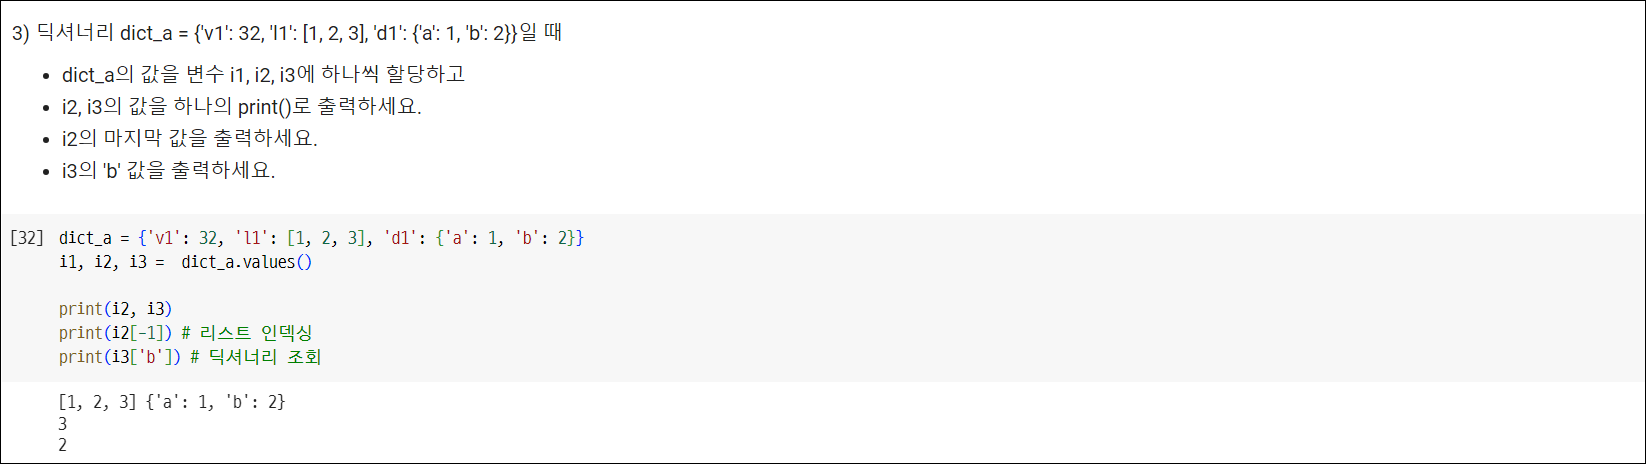 3) 딕셔너리 dict_a = {'v1': 32, 'l1': [1, 2, 3], 'd1': {'a': 1, 'b': 2}}일 때
• dict_a의 값을 변수 i1, i2, i3에 하나씩 할당하고
• i2, i3의 값을 하나의 print()로 출력하세요.
• i2의 마지막 값을 출력하세요.
• i3의 'b' 값을 출력하세요.
[32] dict_a = {'v1': 32, 'l1': [1, 2, 3], 'd1': {'a': 1, 'b': 2}}
i1, i2, i3 =  dict_a.values()
print(i2, i3)
print(i2[-1]) # 리스트 인덱싱
print(i3['b']) # 딕셔너리 조회
[1, 2, 3] {'a': 1, 'b': 2}
3
2